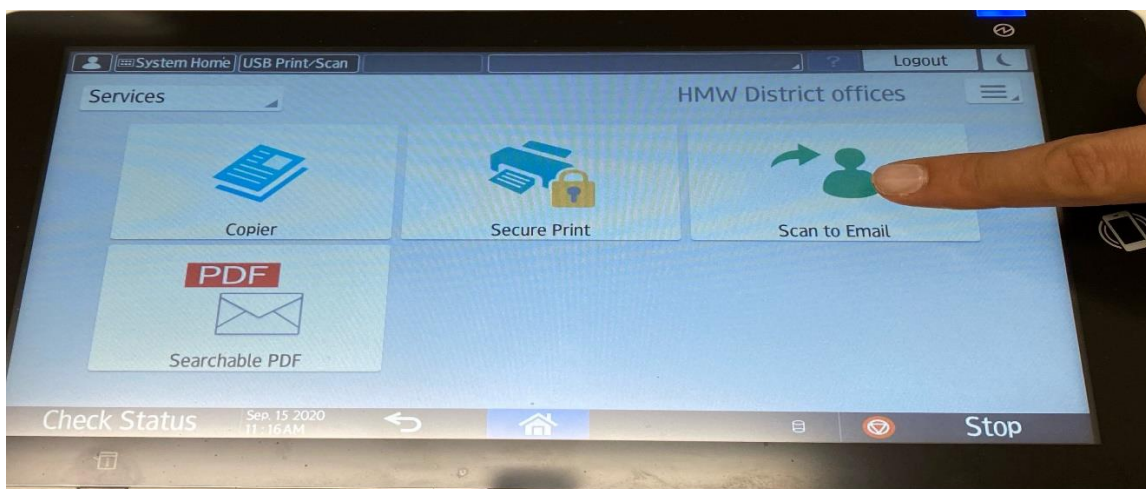 System Home
USB Print/Scan
?
Logout
Services
HMW District offices
Copier
Secure Print
Scan to Email
PDF
Searchable PDF
Check Status
Sep. 15 2020
11:16AM
Stop